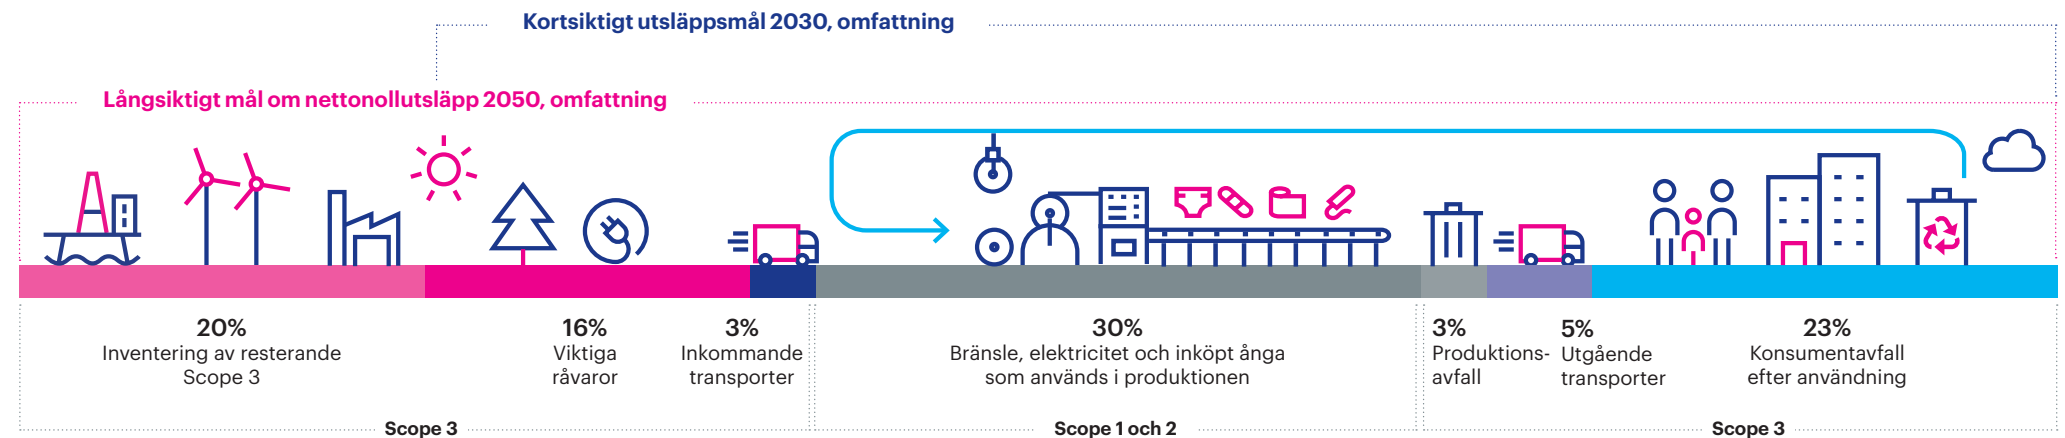 Kortsiktigt utsläppsmål 2030, omfattning
Långsiktigt mål om nettonollutsläpp 2050, omfattning
20%
Inventering av resterande
Scope 3
16%
Viktiga
råvaror
3%
Inkommande
transporter
30%
Bränsle, elektricitet och inköpt ånga
som används i produktionen
3%
Produktions-
avfall
5%
Utgående
transporter
23%
Konsumentavfall
efter användning
Scope 3
Scope 1 och 2
Scope 3